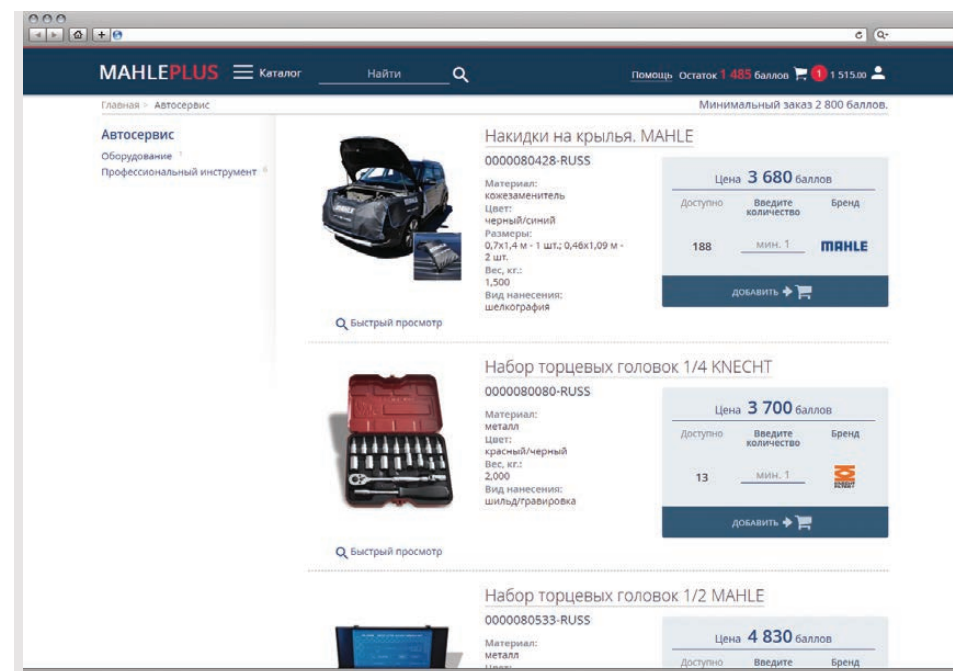 MAHLEPLUS Каталог Найти Помощь Остаток 1 485 баллов 1 1 515.00
Главная > Автосервис Минимальный заказ 2 800 баллов.
Автосервис
Оборудование 1
Профессиональный инструмент 6
Накидки на крылья. MAHLE
0000080428-RUSS
Материал:
кожезаменитель
Цвет:
черный/синий
Размеры:
0,7х1,4 м - 1 шт.; 0,46х1,09 м -
2 шт.
Вес, кг.:
1,500
Вид нанесения:
шелкография
Цена 3 680 баллов
Доступно Введите количество Бренд
188 мин. 1 MAHLE
ДОБАВИТЬ
Быстрый просмотр
Набор торцевых головок 1/4 KNECHT
0000080080-RUSS
Материал:
металл
Цвет:
красный/черный
Вес, кг.:
2,000
Вид нанесения:
шильд/гравировка
Цена 3 700 баллов
Доступно Введите количество Бренд
13 мин. 1
ДОБАВИТЬ
Быстрый просмотр
Набор торцевых головок 1/2 MAHLE
0000080533-RUSS
Материал:
металл
Цвет:
Цена 4 830 баллов
Доступно Введите Бренд